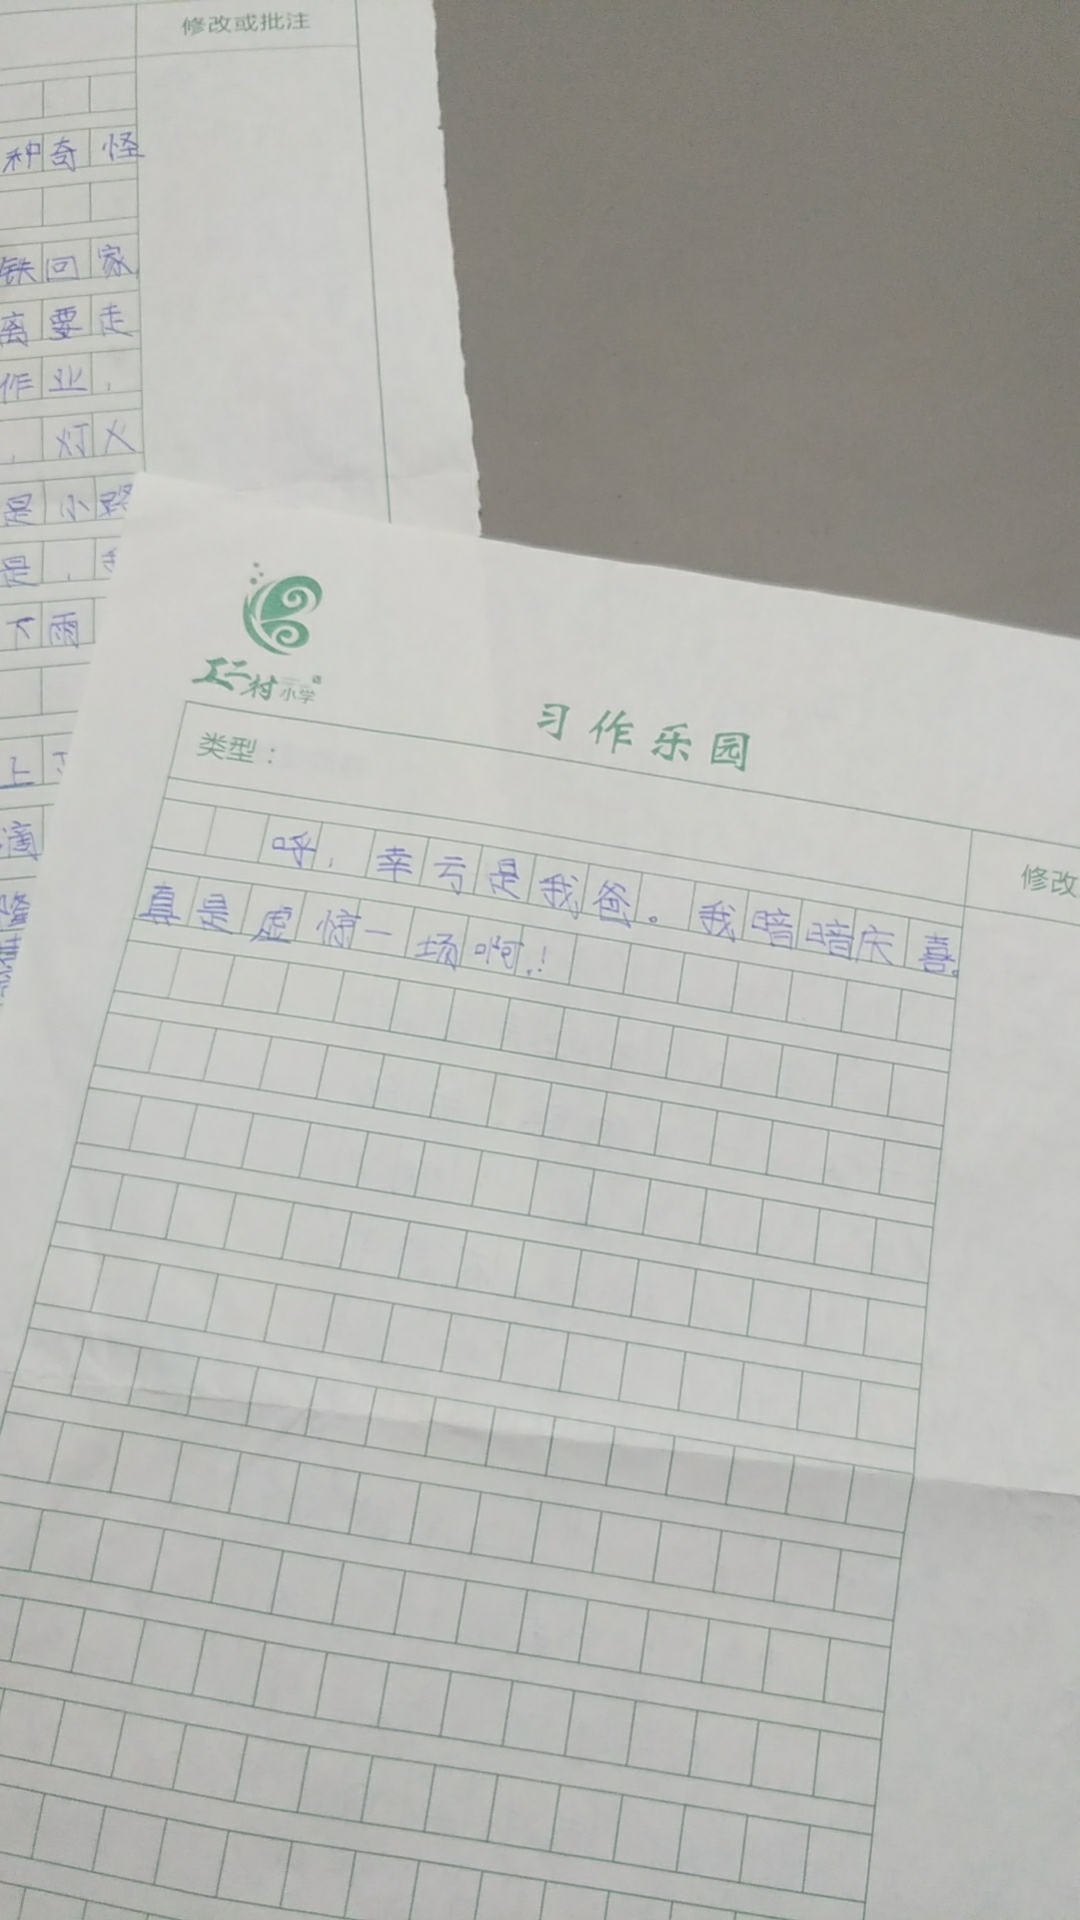 修改或批注
种奇怪
铁回家
离要走
作业，
，灯火
是小路
是，
下雨
上
滴
工二村小学
习作乐园
类型：
修改
呼，幸亏是我爸。我暗暗庆喜。
真是虚惊一场啊！